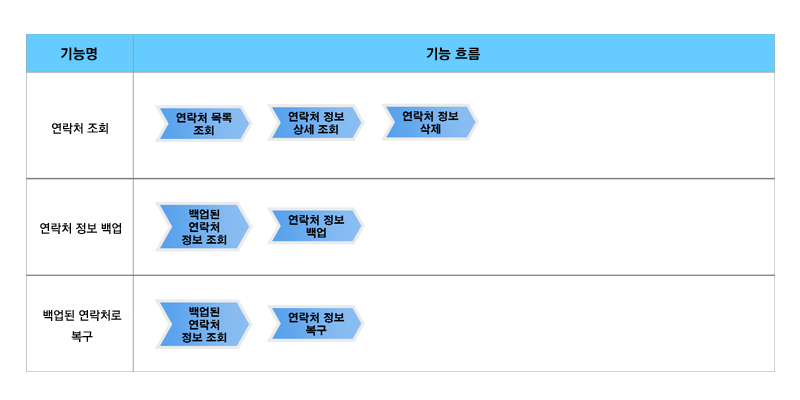 기능명
기능 흐름
연락처 조회
연락처 목록
조회
연락처 정보
상세 조회
연락처 정보
삭제
연락처 정보 백업
백업된
연락처
정보 조회
연락처 정보
백업
백업된 연락처로
복구
백업된
연락처
정보 조회
연락처 정보
복구